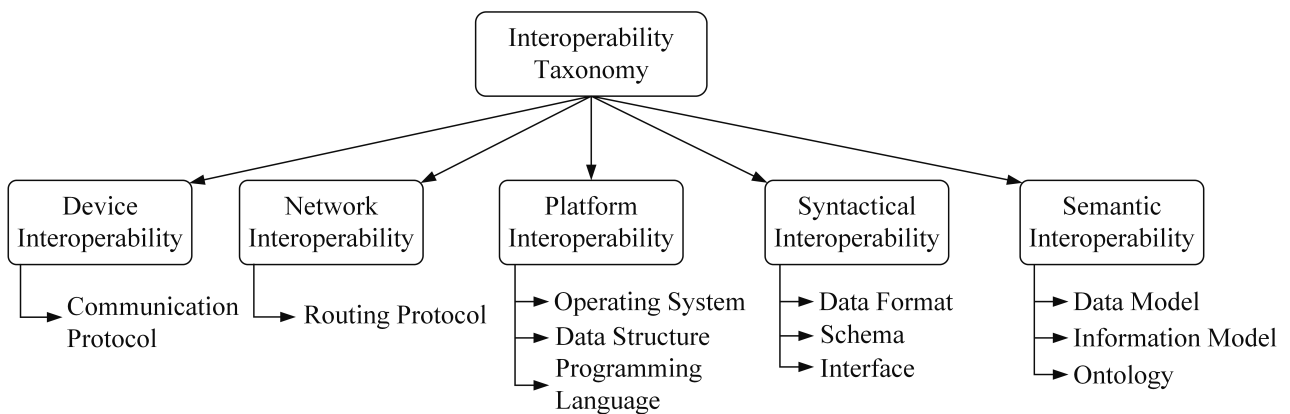 Interoperability
Taxonomy
Device
Interoperability
Network
Interoperability
Platform
Interoperability
Syntactical
Interoperability
Semantic
Interoperability
Communication
Protocol
Routing Protocol
Operating System
Data Structure
Programming
Language
Data Format
Schema
Interface
Data Model
Information Model
Ontology